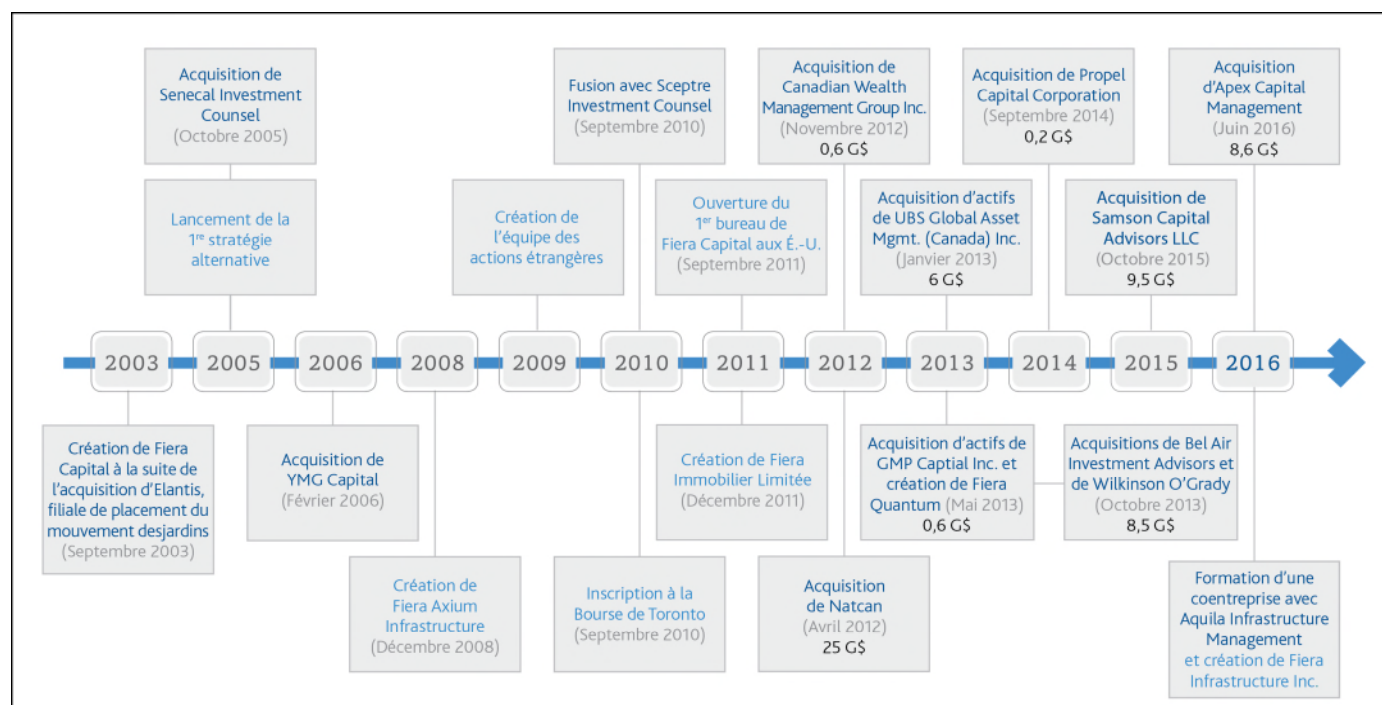 Acquisition de
Senecal Investment
Counsel
(Octobre 2005)
Lancement de la
1re stratégie
alternative
Création de
l'équipe des
actions étrangères
Fusion avec Sceptre
Investment Counsel
(Septembre 2010)
Ouverture du
1er bureau de
Fiera Capital aux É.-U.
(Septembre 2011)
Acquisition de
Canadian Wealth
Management Group Inc.
(Novembre 2012)
0,6 G$
Acquisition d'actifs
de UBS Global Asset
Mgmt. (Canada) Inc.
(Janvier 2013)
6 G$
Acquisition de Propel
Capital Corporation
(Septembre 2014)
0,2 G$
Acquisition de
Samson Capital
Advisors LLC
(Octobre 2015)
9,5 G$
Acquisition
d'Apex Capital
Management
(Juin 2016)
8,6 G$
2003
2005
2006
2008
2009
2010
2011
2012
2013
2014
2015
2016
Création de Fiera
Capital à la suite de
l'acquisition d'Elantis,
filiale de placement du
mouvement desjardins
(Septembre 2003)
Acquisition de
YMG Capital
(Février 2006)
Création de
Fiera Axium
Infrastructure
(Décembre 2008)
Inscription à la
Bourse de Toronto
(Septembre 2010)
Création de Fiera
Immobilier Limitée
(Décembre 2011)
Acquisition
de Natcan
(Avril 2012)
25 G$
Acquisition d'actifs de
GMP Captial Inc. et
création de Fiera
Quantum (Mai 2013)
0,6 G$
Acquisitions de Bel Air
Investment Advisors et
de Wilkinson O'Grady
(Octobre 2013)
8,5 G$
Formation d'une
coentreprise avec
Aquila Infrastructure
Management
et création de Fiera
Infrastructure Inc.